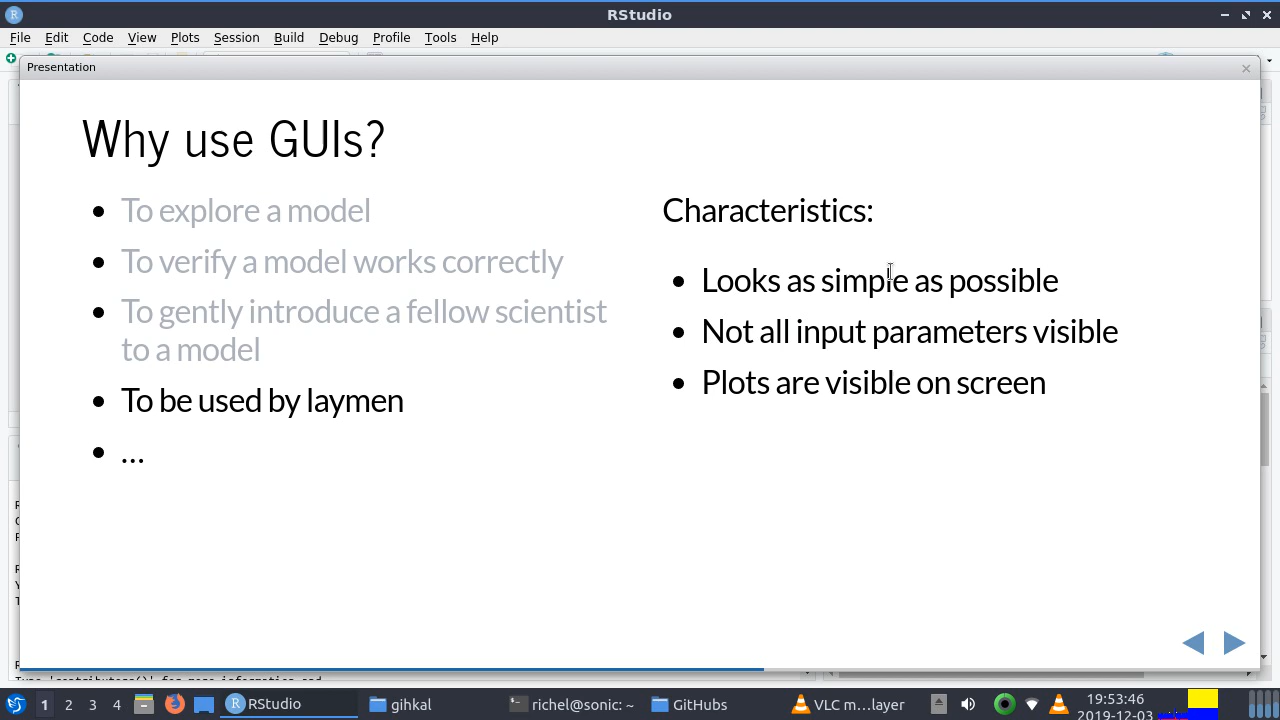 RStudio
File Edit Code View Plots Session Build Debug Profile Tools Help
Presentation
Why use GUIs?
To explore a model
To verify a model works correctly
To gently introduce a fellow scientist
to a model
To be used by laymen
...
Characteristics:
Looks as simple as possible
Not all input parameters visible
Plots are visible on screen
1 2 3 4 RStudio gihkal richel@sonic: ~ GitHubs VLC m...layer 19:53:46
2019-12-03